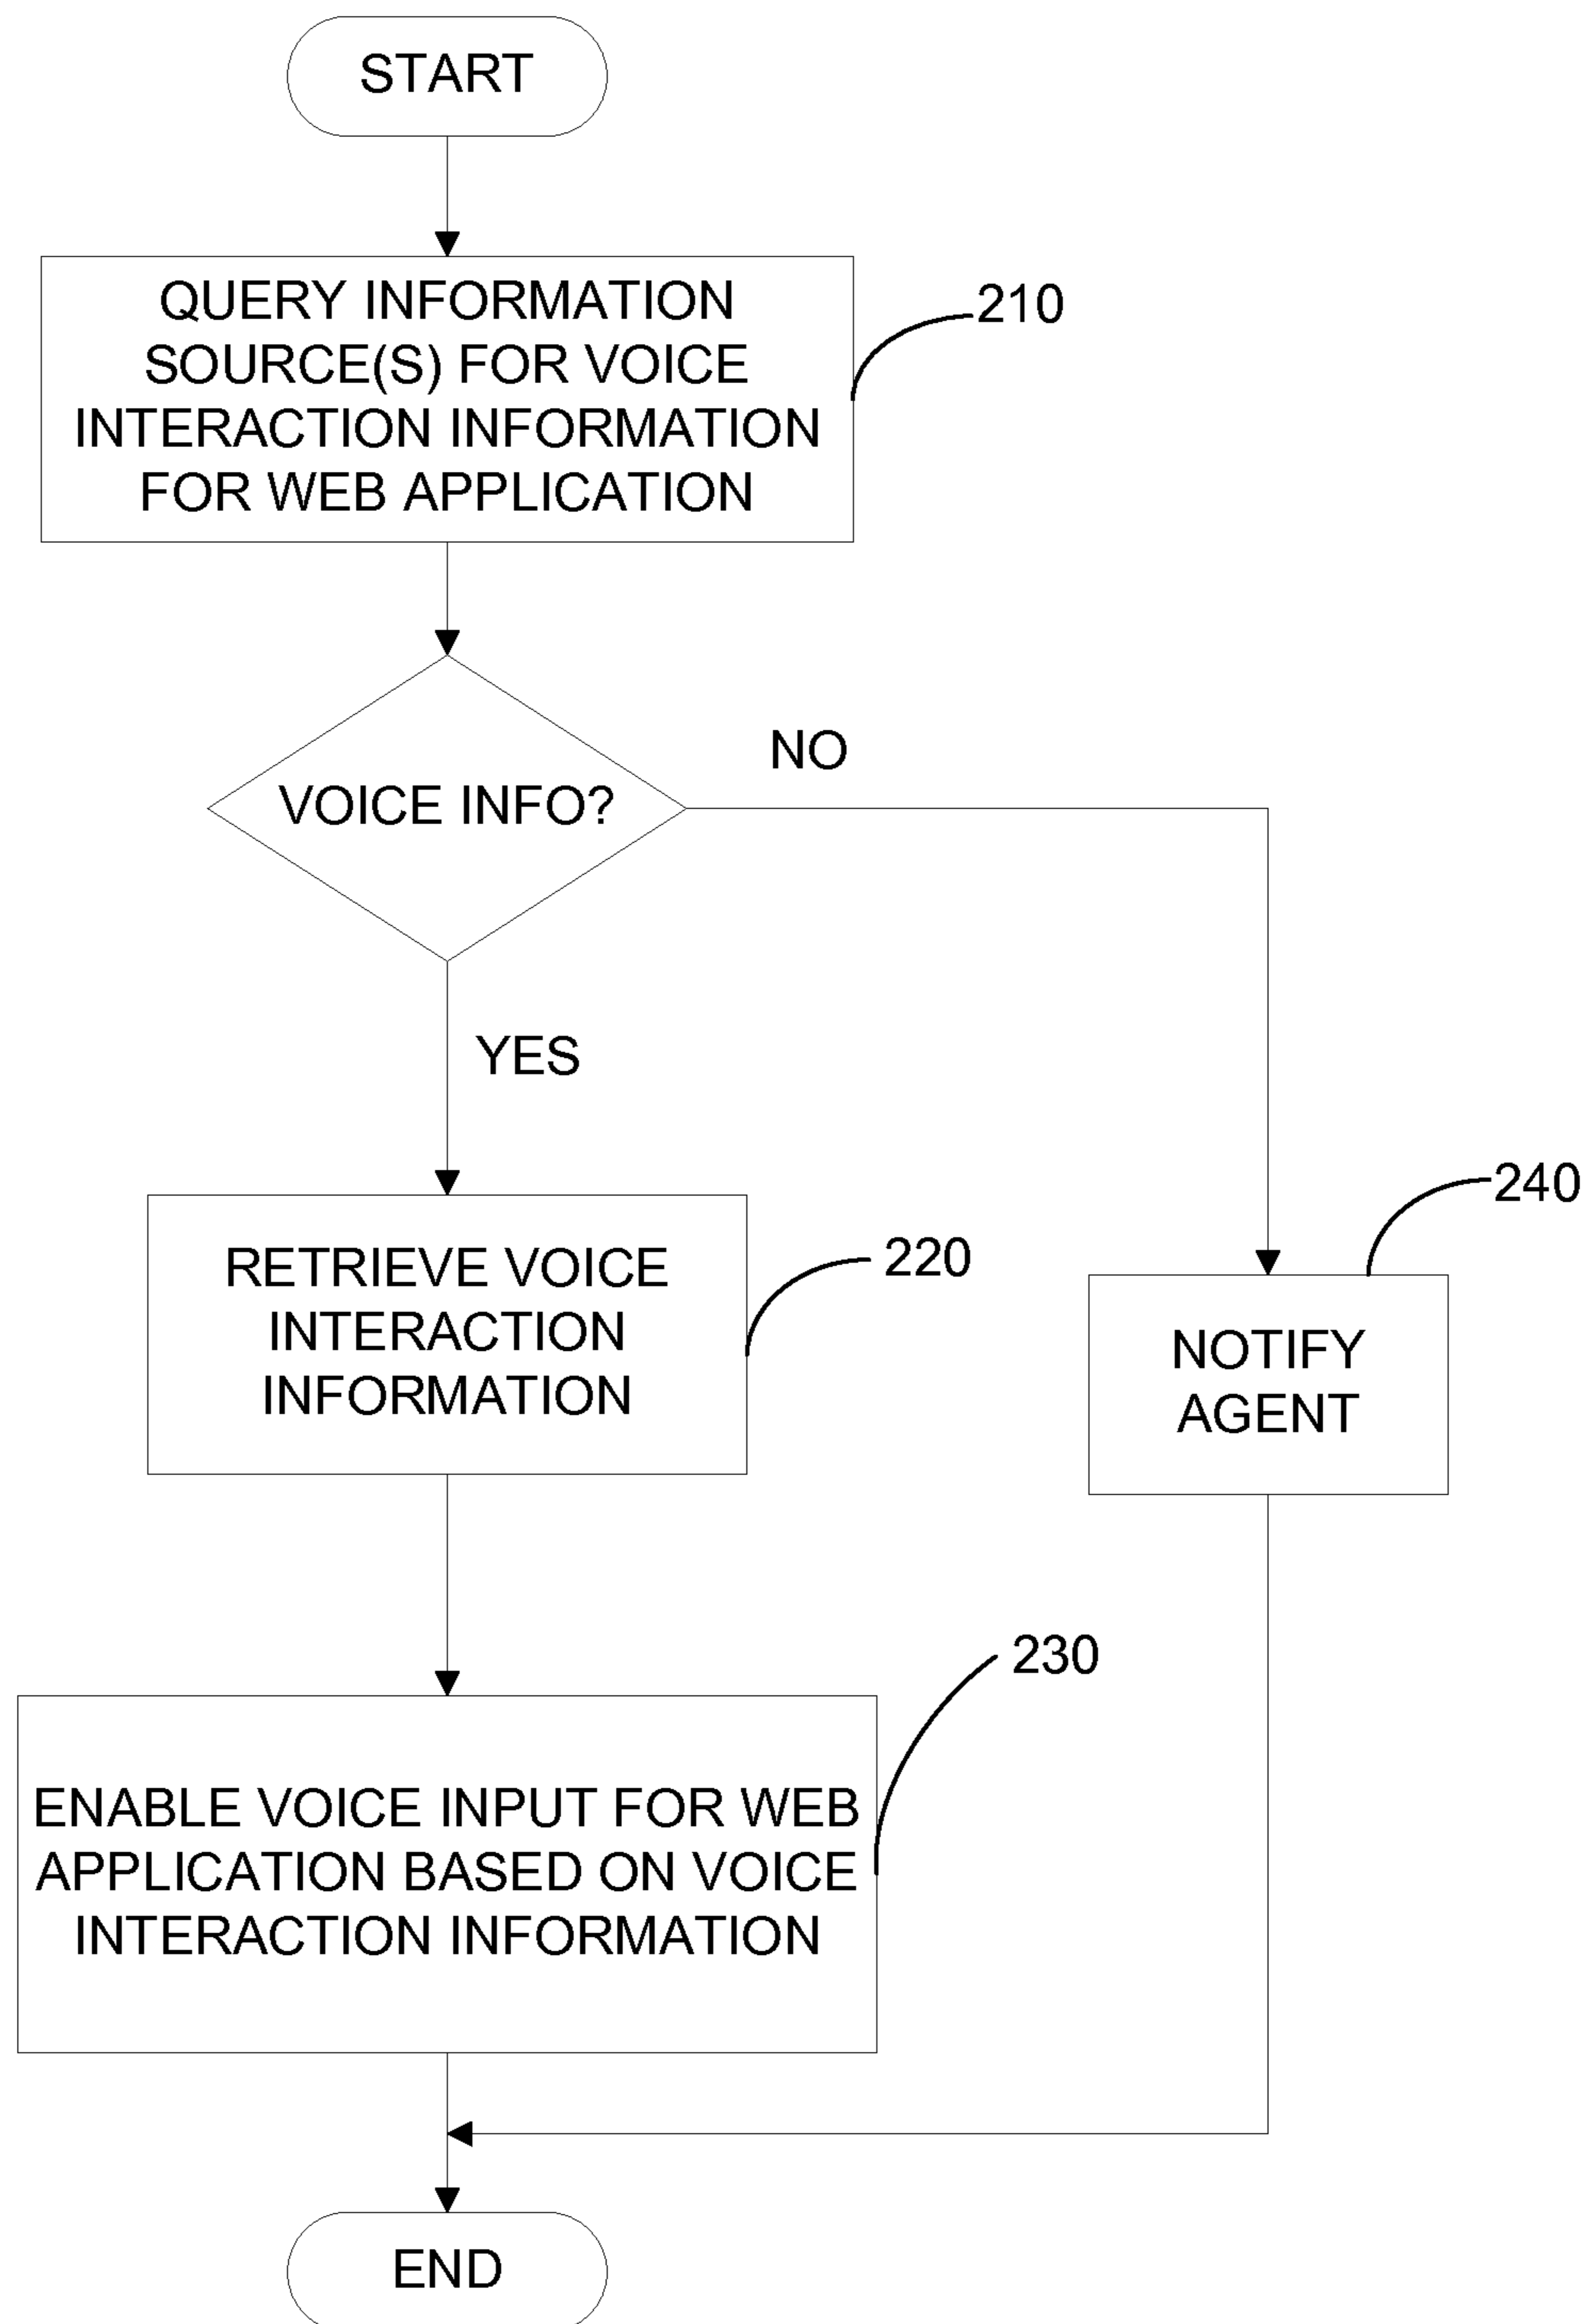 START
QUERY INFORMATION
SOURCE(S) FOR VOICE
INTERACTION INFORMATION
FOR WEB APPLICATION
210
VOICE INFO?
NO
YES
RETRIEVE VOICE
INTERACTION
INFORMATION
220
NOTIFY
AGENT
240
ENABLE VOICE INPUT FOR WEB
APPLICATION BASED ON VOICE
INTERACTION INFORMATION
230
END